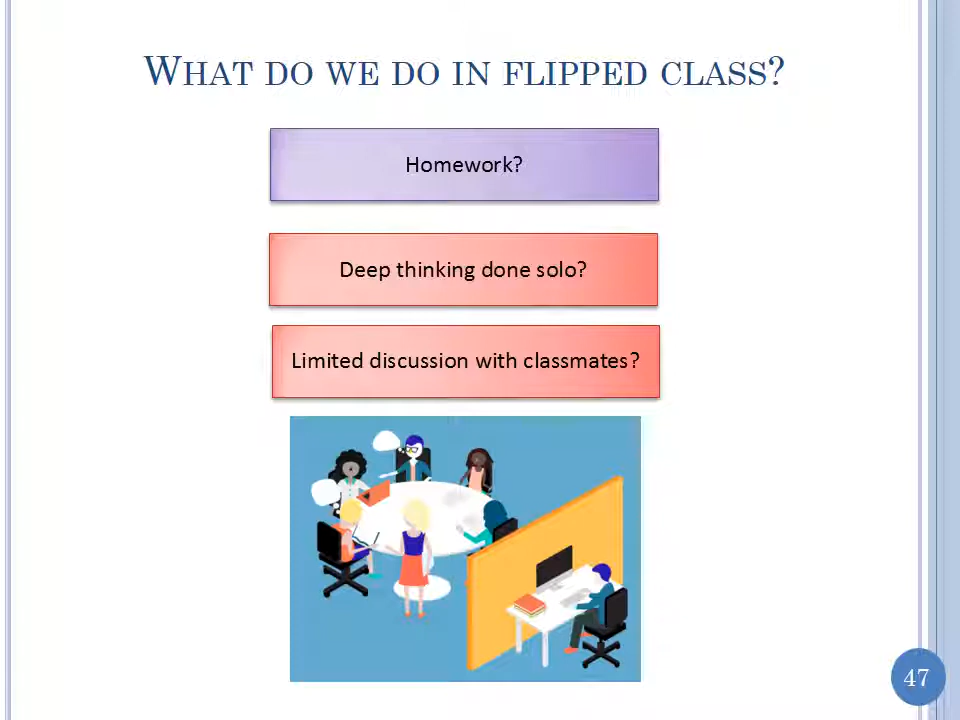 What do we do in flipped class?
Homework?
Deep thinking done solo?
Limited discussion with classmates?
47